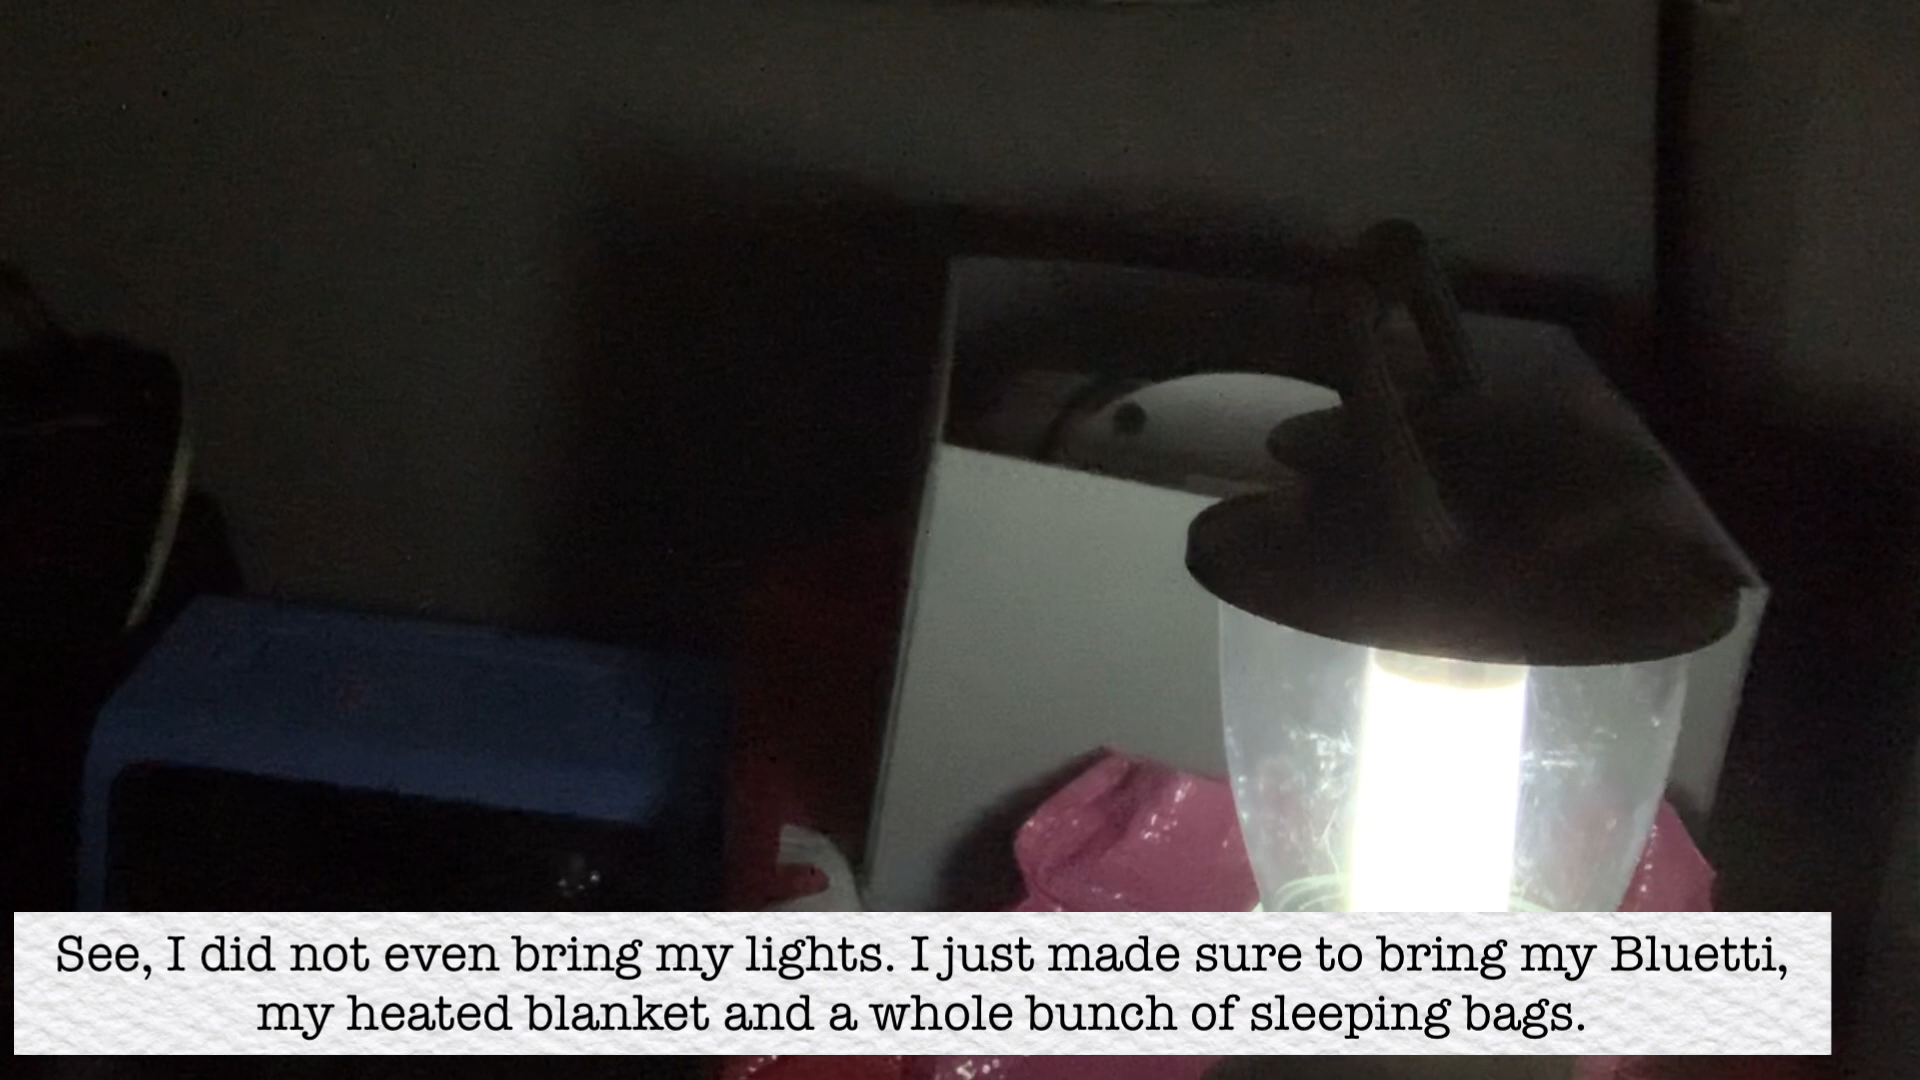 See, I did not even bring my lights. I just made sure to bring my Bluetti,
my heated blanket and a whole bunch of sleeping bags.